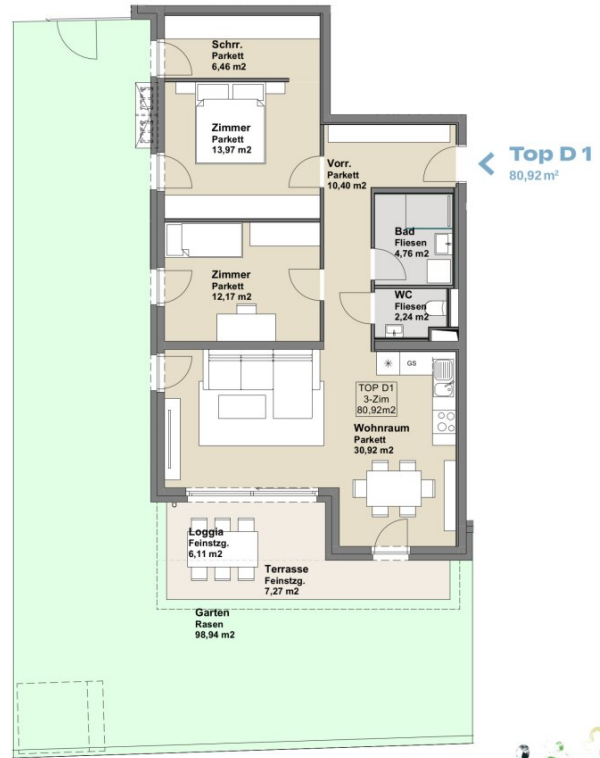 Schrr.
Parkett
6,46 m2
Zimmer
Parkett
13,97 m2
Vorr.
Parkett
10,40 m2
Top D 1
80,92 m²
Bad
Fliesen
4,76 m2
Zimmer
Parkett
12,17 m2
WC
Fliesen
2,24 m2
GS
TOP D1
3-Zim
80,92m2
Wohnraum
Parkett
30,92 m2
Loggia
Feinstzg.
6,11 m2
Terrasse
Feinstzg.
7,27 m2
Garten
Rasen
98,94 m2